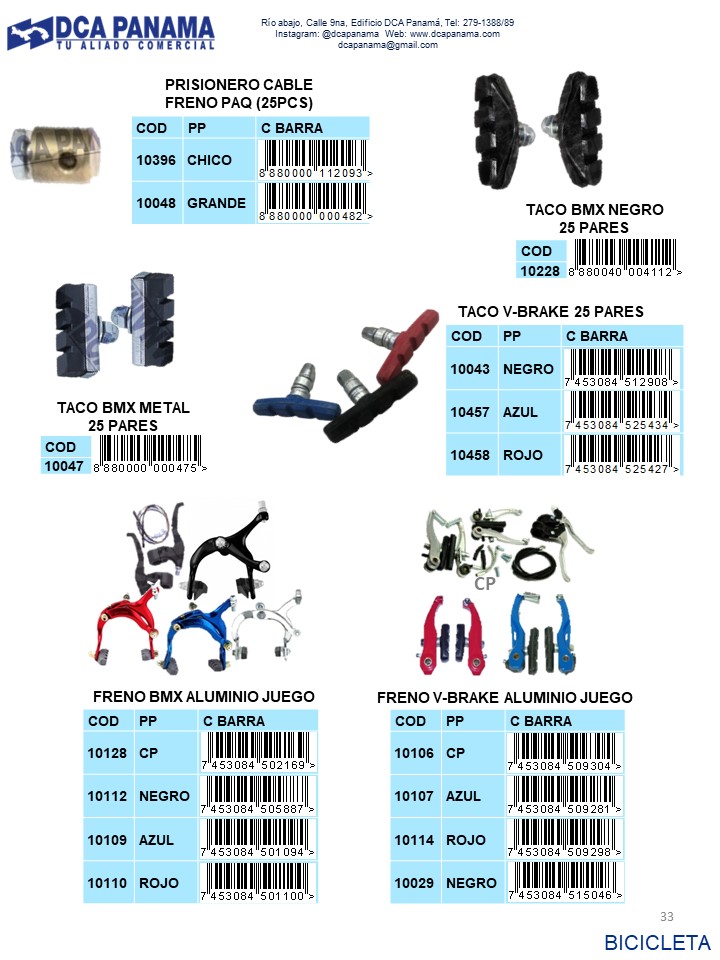 DCA PANAMA
TU ALIADO COMERCIAL
Río abajo, Calle 9na, Edificio DCA Panamá, Tel: 279-1388/89
Instagram: @dcapanama Web: www.dcapanama.com
dcapanama@gmail.com
PRISIONERO CABLE
FRENO PAQ (25PCS)
COD PP C BARRA
10396 CHICO 8 880000 112093 >
10048 GRANDE 8 880000 000482 >
TACO BMX NEGRO
25 PARES
COD
10228 8 880040 004112 >
TACO BMX METAL
25 PARES
COD
10047 8 880000 000475 >
TACO V-BRAKE 25 PARES
COD PP C BARRA
10043 NEGRO 7 453084 512908 >
10457 AZUL 7 453084 525434 >
10458 ROJO 7 453084 525427 >
CP
FRENO BMX ALUMINIO JUEGO
COD PP C BARRA
10128 CP 7 453084 502169 >
10112 NEGRO 7 453084 505887 >
10109 AZUL 7 453084 501094 >
10110 ROJO 7 453084 501100 >
FRENO V-BRAKE ALUMINIO JUEGO
COD PP C BARRA
10106 CP 7 453084 509304 >
10107 AZUL 7 453084 509281 >
10114 ROJO 7 453084 509298 >
10029 NEGRO 7 453084 515046 >
33
BICICLETA